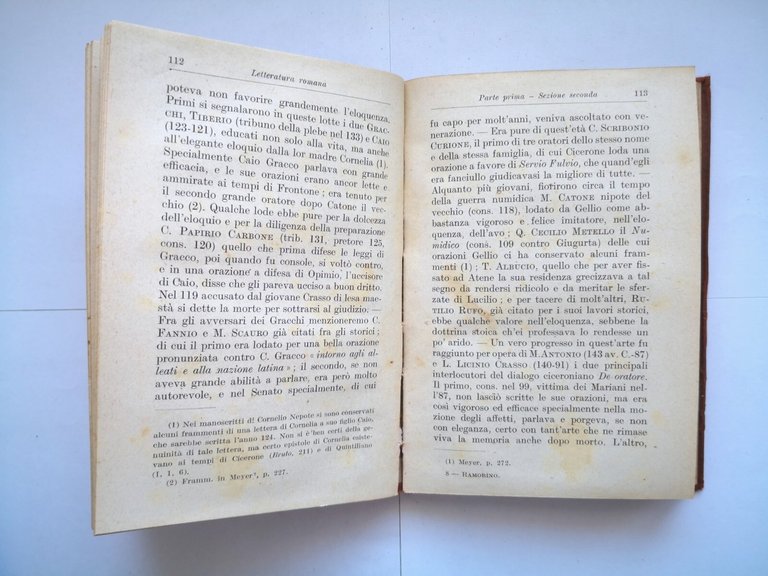 112
Letteratura romana
poteva non favorire grandemente l'eloquenza.
Primi si segnalarono in queste lotte i due GRAC-
CHI, TIBERIO (tribuno della plebe nel 133) e CAIO
(123-121), educati non solo alla vita, ma anche
all'elegante eloquio dalla lor madre Cornelia (1).
Specialmente Caio Gracco parlava con grande
efficacia, e le sue orazioni erano ancor lette e
ammirate ai tempi di Frontone; era tenuto per
il secondo grande oratore dopo Catone il vec-
chio (2). Qualche lode ebbe pure per la dolcezza
dell'eloquio e per la diligenza della preparazione
C. PAPIRIO CARBONE (trib. 131, pretore 125,
cons. 120) quello che prima difese le leggi di
Gracco, poi quando fu console, si voltò contro,
e in una orazione a difesa di Opimio, l'uccisore
di Caio, disse che gli pareva ucciso a buon dritto.
Nel 119 accusato dal giovane Crasso di lesa mae-
stà si dette la morte per sottrarsi al giudizio. —
Fra gli avversari dei Gracchi menzioneremo C.
FANNIO e M. SCAURO già citati fra gli storici;
di cui il primo era lodato per una bella orazione
pronunziata contro C. Gracco « intorno agli al-
leati e alla nazione latina »; il secondo, se non
aveva grande abilità a parlare, era però molto
autorevole, e nel Senato specialmente, di cui
(1) Nei manoscritti di Cornelio Nepote si sono conservati
alcuni frammenti di una lettera di Cornelia a suo figlio Caio,
che sarebbe scritta l'anno 124. Non si è ben certi della ge-
nuinità di tale lettera, ma certo epistole di Cornelia esiste-
vano ai tempi di Cicerone (Bruto, 211) e di Quintiliano
(I, 1, 6).
(2) Framm. in Meyer², p. 227.
Parte prima - Sezione seconda
113
fu capo per molt'anni, veniva ascoltato con ve-
nerazione. — Era pure di quest'età C. SCRIBONIO
CURIONE, il primo di tre oratori dello stesso nome
e della stessa famiglia, di cui Cicerone loda una
orazione a favore di Servio Fulvio, che quand'egli
era fanciullo giudicavasi la migliore di tutte. —
Alquanto più giovani, fiorirono circa il tempo
della guerra numidica M. CATONE nipote del
vecchio (cons. 118), lodato da Gellio come ab-
bastanza vigoroso e felice imitatore, nell'elo-
quenza, dell'avo; Q. CECILIO METELLO il Nu-
midico (cons. 109 contro Giugurta) delle cui
orazioni Gellio ci ha conservato alcuni fram-
menti (1); T. ALBUCIO, quello che per aver fis-
sato ad Atene la sua residenza grecizzava a tal
segno da rendersi ridicolo e da meritar le sfer-
zate di Lucilio; e per tacere di molt'altri, RU-
TILIO RUFO, già citato per i suoi lavori storici,
ebbe qualche valore nell'eloquenza, sebbene la
dottrina stoica ch'ei professava lo rendesse un
po' arido. — Un vero progresso in quest'arte fu
raggiunto per opera di M. ANTONIO (143 av. C.-87)
e L. LICINIO CRASSO (140-91) i due principali
interlocutori del dialogo ciceroniano De oratore.
Il primo, cons. nel 99, vittima dei Mariani nel-
l'87, non lasciò scritte le sue orazioni, ma era
così vigoroso ed efficace specialmente nella mo-
zione degli affetti, parlava e porgeva, se non
con eleganza, certo con tant'arte che ne rimase
viva la memoria anche dopo morto. L'altro,
(1) Meyer, p. 272.
8 — RAMORINO.